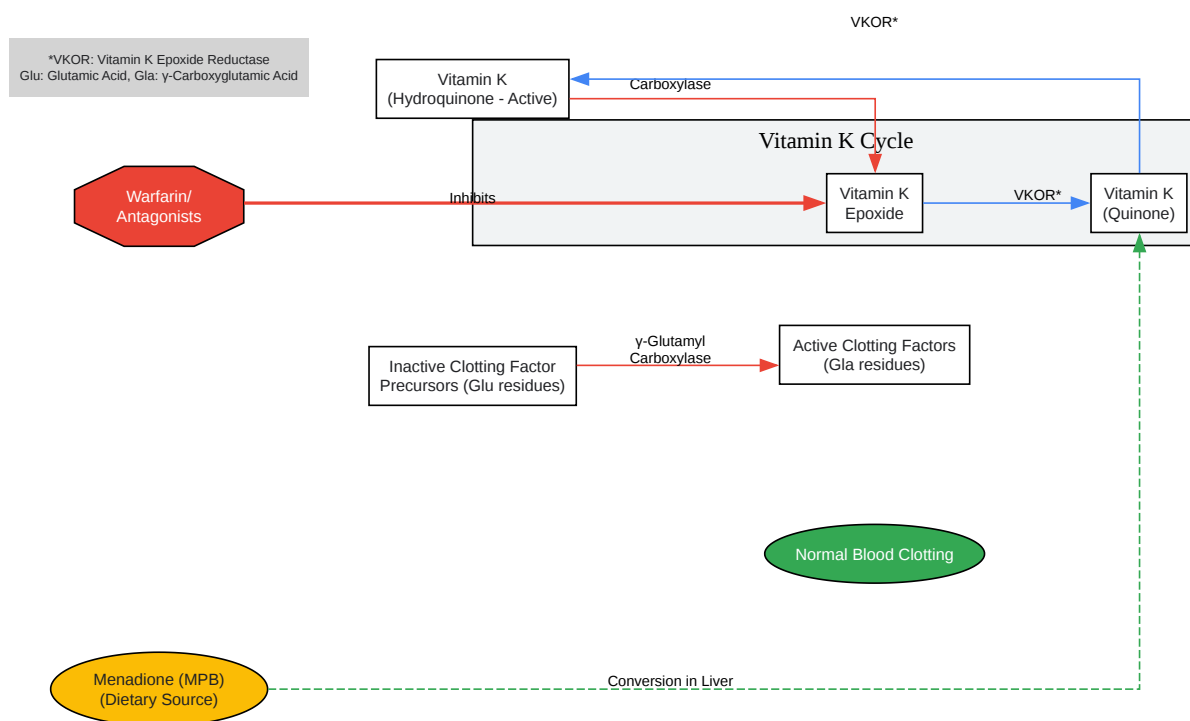 VKOR*
*VKOR: Vitamin K Epoxide Reductase
Glu: Glutamic Acid, Gla: γ-Carboxyglutamic Acid
Vitamin K
(Hydroquinone - Active)
Carboxylase
Vitamin K Cycle
Warfarin/
Antagonists
Inhibits
Vitamin K
Epoxide
VKOR*
Vitamin K
(Quinone)
Inactive Clotting Factor
Precursors (Glu residues)
γ-Glutamyl
Carboxylase
Active Clotting Factors
(Gla residues)
Normal Blood Clotting
Menadione (MPB)
(Dietary Source)
Conversion in Liver